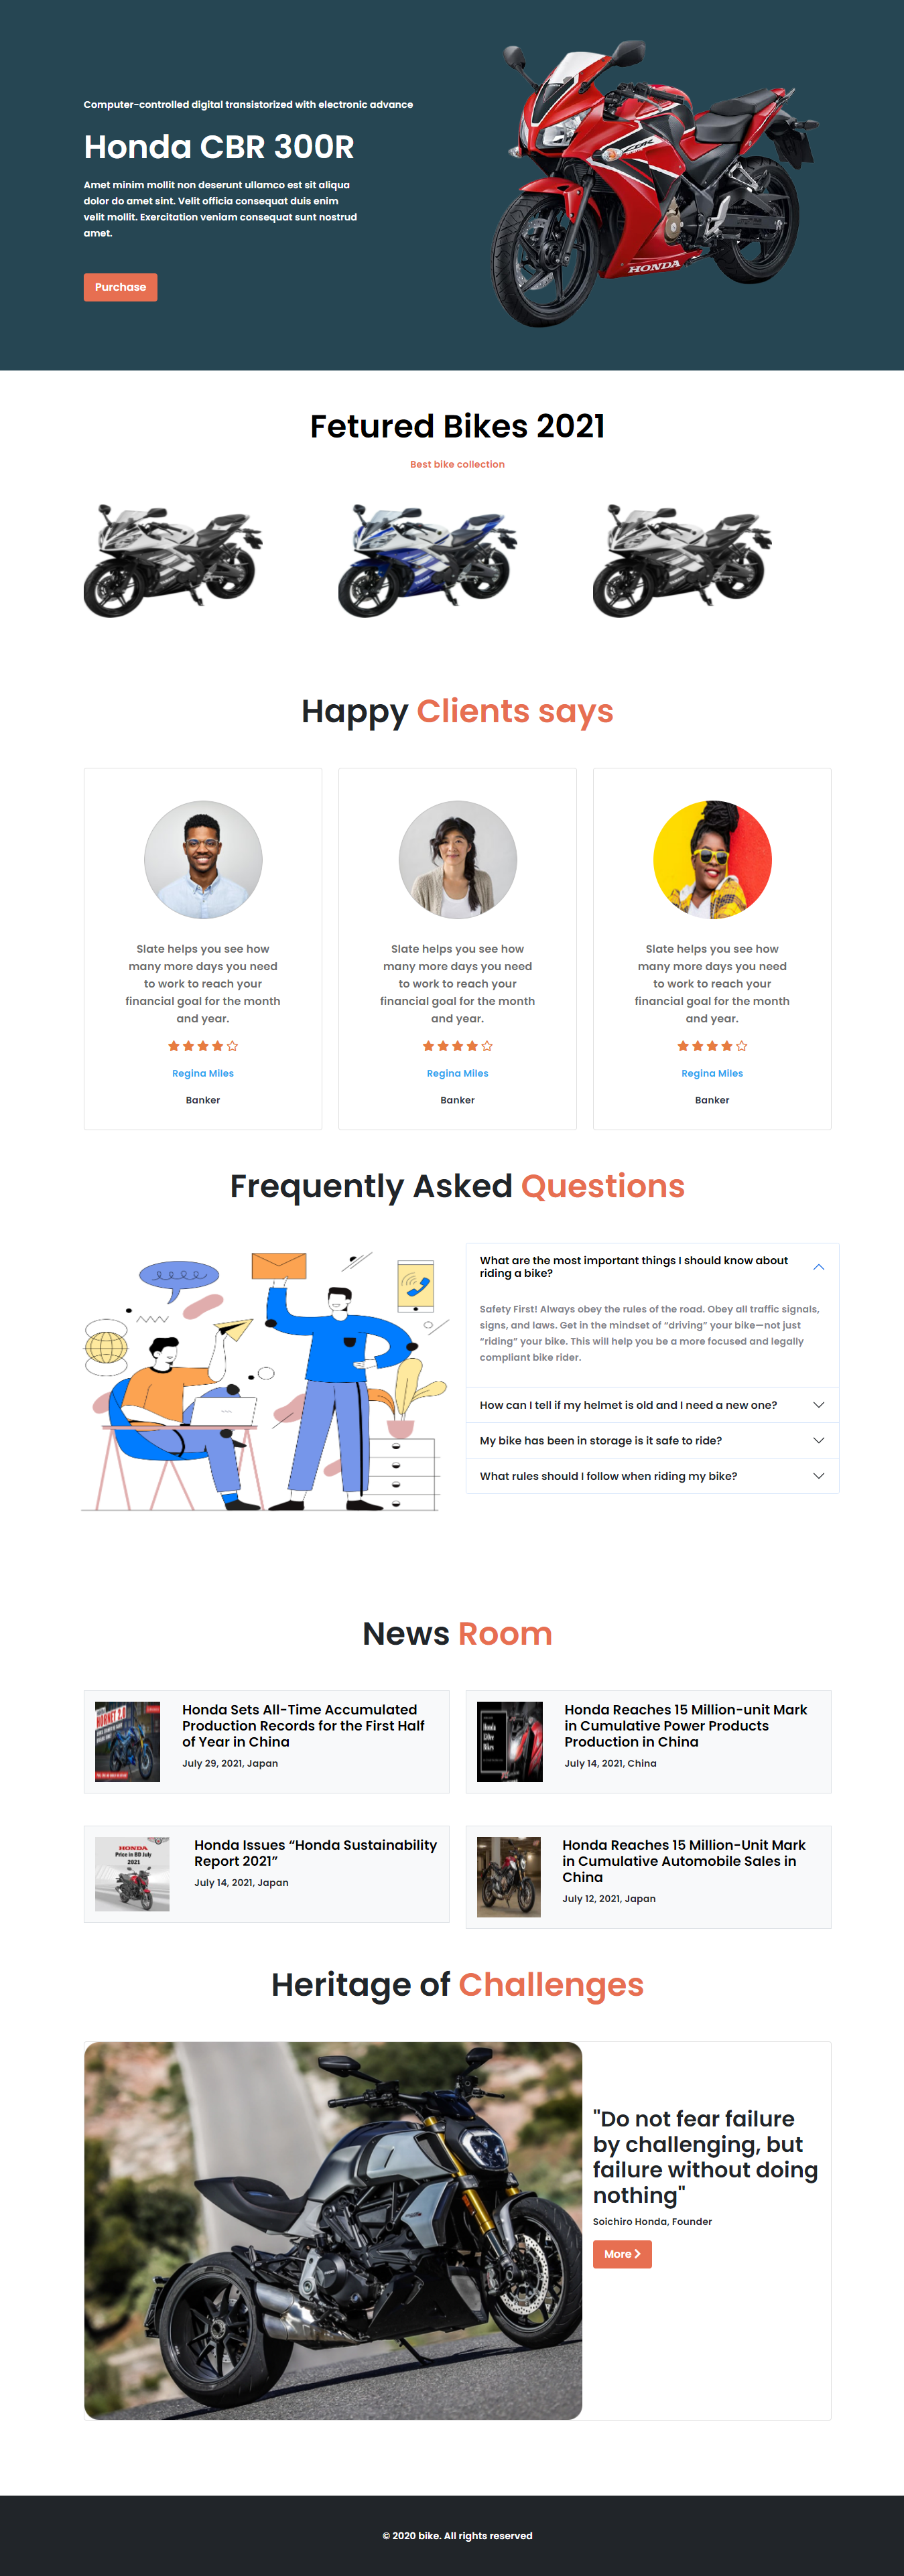 Computer-controlled digital transistorized with electronic advance
Honda CBR 300R
Amet minim mollit non deserunt ullamco est sit aliqua
dolor do amet sint. Velit officia consequat duis enim
velit mollit. Exercitation veniam consequat sunt nostrud
amet.
Purchase
HONDA
Fetured Bikes 2021
Best bike collection
Happy Clients says
Slate helps you see how
many more days you need
to work to reach your
financial goal for the month
and year.
Regina Miles
Banker
Slate helps you see how
many more days you need
to work to reach your
financial goal for the month
and year.
Regina Miles
Banker
Slate helps you see how
many more days you need
to work to reach your
financial goal for the month
and year.
Regina Miles
Banker
Frequently Asked Questions
What are the most important things I should know about
riding a bike?
Safety First! Always obey the rules of the road. Obey all traffic signals,
signs, and laws. Get in the mindset of “driving” your bike—not just
“riding” your bike. This will help you be a more focused and legally
compliant bike rider.
How can I tell if my helmet is old and I need a new one?
My bike has been in storage is it safe to ride?
What rules should I follow when riding my bike?
News Room
HORNET 2.0
Honda Sets All-Time Accumulated
Production Records for the First Half
of Year in China
July 29, 2021, Japan
Honda
Bikes
Honda Reaches 15 Million-unit Mark
in Cumulative Power Products
Production in China
July 14, 2021, China
HONDA
Price in BD July
2021
Honda Issues “Honda Sustainability
Report 2021”
July 14, 2021, Japan
Honda Reaches 15 Million-Unit Mark
in Cumulative Automobile Sales in
China
July 12, 2021, Japan
Heritage of Challenges
"Do not fear failure
by challenging, but
failure without doing
nothing"
Soichiro Honda, Founder
More
© 2020 bike. All rights reserved